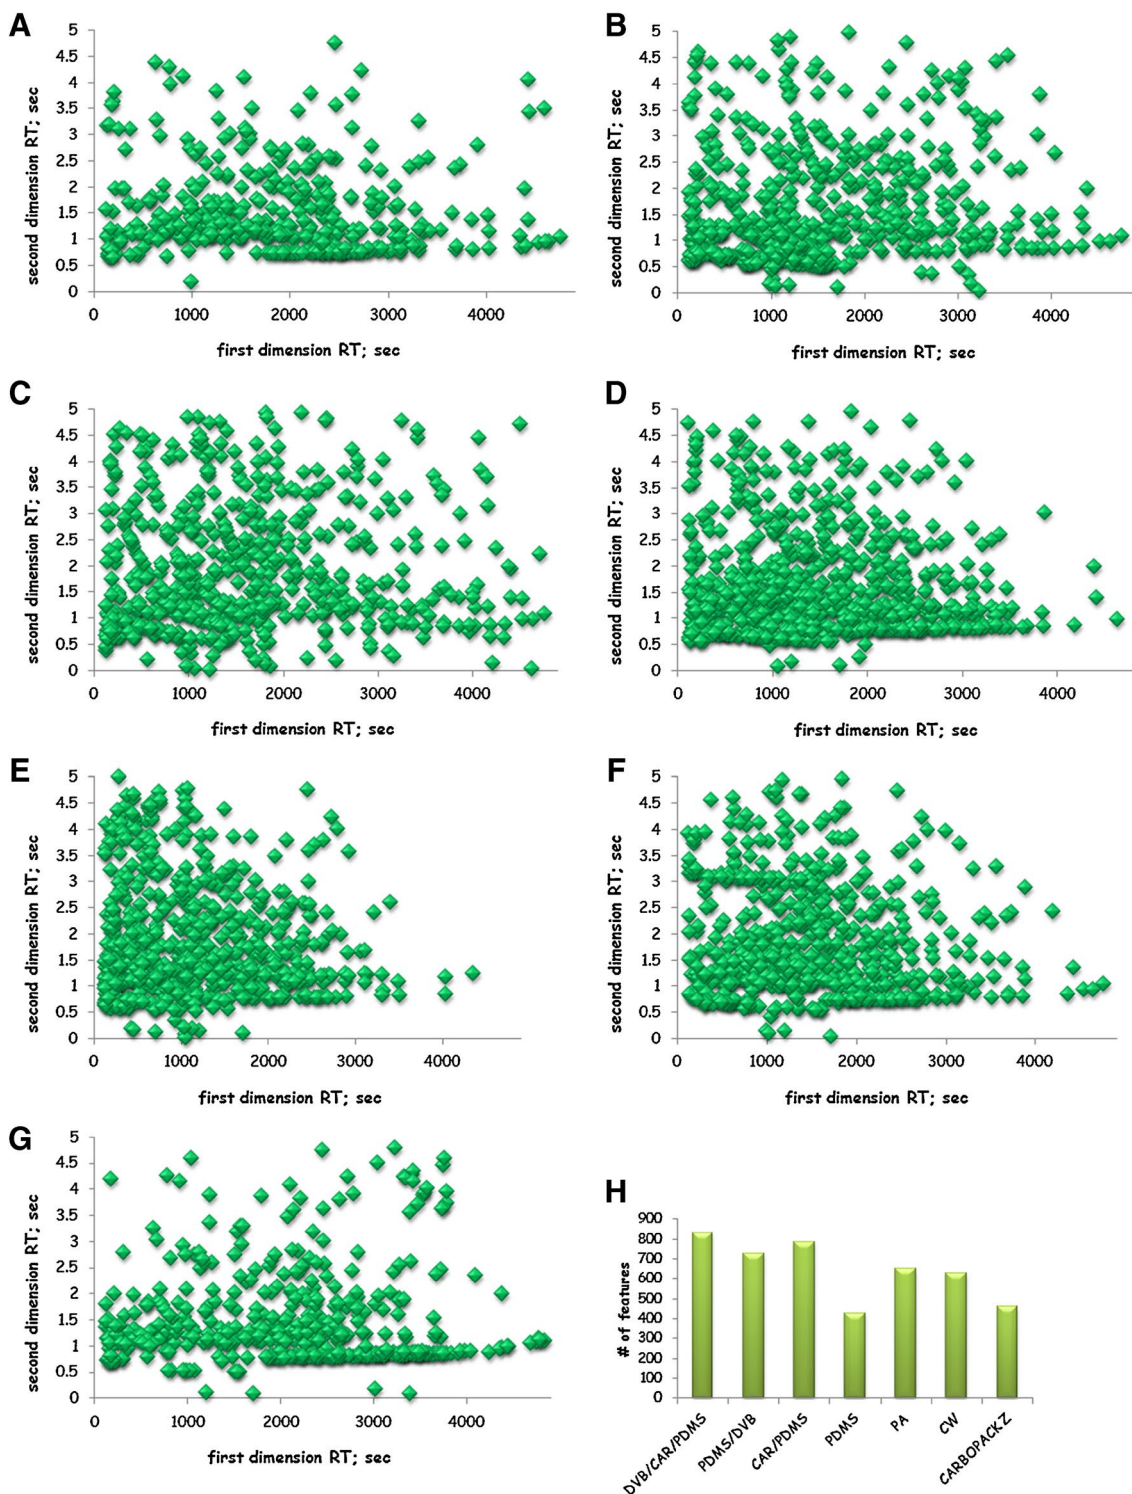 A
5
4.5
4
3.5
3
2.5
2
1.5
1
0.5
0
second dimension RT; sec
0 1000 2000 3000 4000
first dimension RT; sec
B
5
4.5
4
3.5
3
2.5
2
1.5
1
0.5
0
second dimension RT; sec
0 1000 2000 3000 4000
first dimension RT; sec
C
5
4.5
4
3.5
3
2.5
2
1.5
1
0.5
0
second dimension RT; sec
0 1000 2000 3000 4000
first dimension RT; sec
D
5
4.5
4
3.5
3
2.5
2
1.5
1
0.5
0
second dimension RT; sec
0 1000 2000 3000 4000
first dimension RT; sec
E
5
4.5
4
3.5
3
2.5
2
1.5
1
0.5
0
second dimension RT; sec
0 1000 2000 3000 4000
first dimension RT; sec
F
5
4.5
4
3.5
3
2.5
2
1.5
1
0.5
0
second dimension RT; sec
0 1000 2000 3000 4000
first dimension RT; sec
G
5
4.5
4
3.5
3
2.5
2
1.5
1
0.5
0
second dimension RT; sec
0 1000 2000 3000 4000
first dimension RT; sec
H
900
800
700
600
500
400
300
200
100
0
# of features
DVB/CAR/PDMS
PDMS/DVB
CAR/PDMS
PDMS
PA
CW
CARBOPACKZ